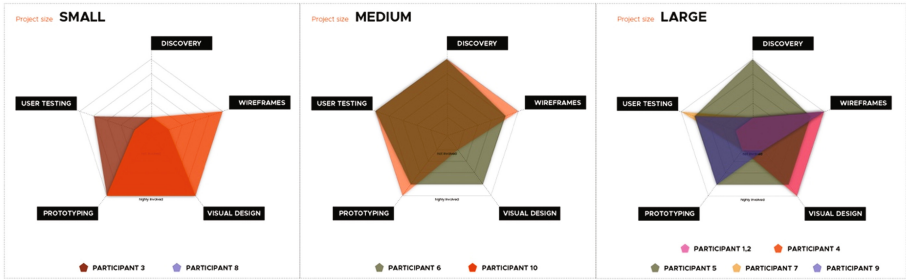 Project size SMALL
DISCOVERY
USER TESTING
WIREFRAMES
highly involved
PROTOTYPING
VISUAL DESIGN
PARTICIPANT 3
PARTICIPANT 8
Project size MEDIUM
DISCOVERY
USER TESTING
WIREFRAMES
highly involved
PROTOTYPING
VISUAL DESIGN
PARTICIPANT 6
PARTICIPANT 10
Project size LARGE
DISCOVERY
USER TESTING
WIREFRAMES
highly involved
PROTOTYPING
VISUAL DESIGN
PARTICIPANT 1,2
PARTICIPANT 4
PARTICIPANT 5
PARTICIPANT 7
PARTICIPANT 9